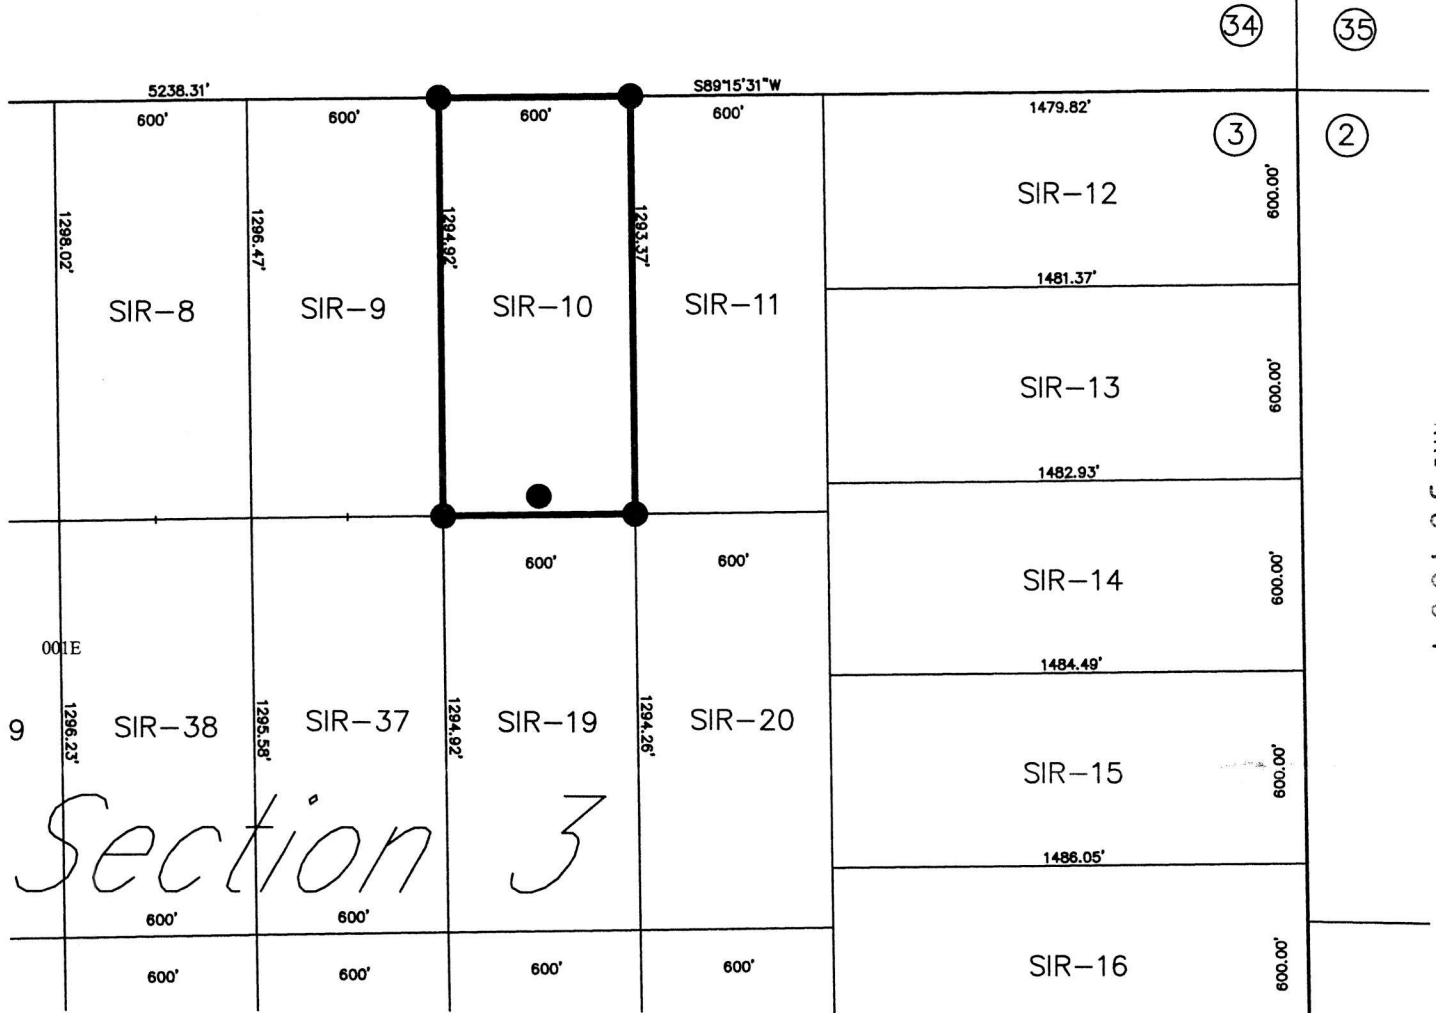 34 35
5238.31' S89°15'31"W
600' 600' 600' 600' 1479.82'
3 2
SIR-12 600.00'
1298.02' 1296.47' 1294.92' 1293.37'
1481.37'
SIR-8 SIR-9 SIR-10 SIR-11
SIR-13 600.00'
1482.93'
600' 600'
SIR-14 600.00'
001E
1484.49'
9 SIR-38 SIR-37 SIR-19 SIR-20
1296.23' 1295.58' 1294.92' 1294.26'
SIR-15 600.00'
Section 3
1486.05'
600' 600'
600' 600' 600' 600'
SIR-16 600.00'